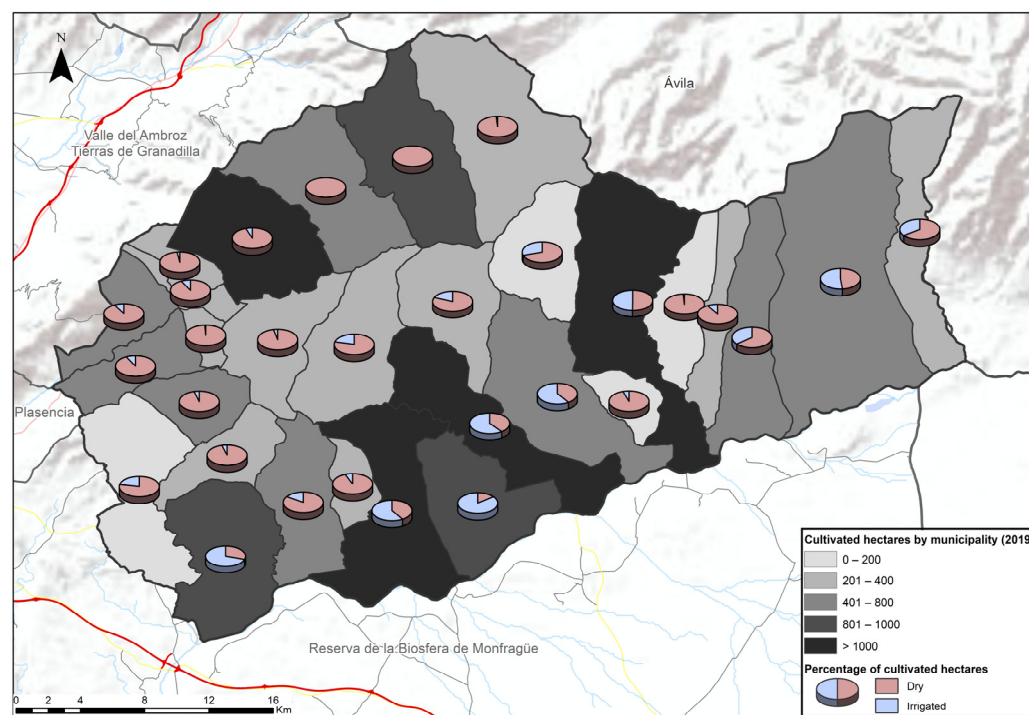 N
Ávila
Valle del Ambroz
Tierras de Granadilla
Plasencia
Reserva de la Biosfera de Monfragüe
Cultivated hectares by municipality (2019
0 – 200
201 – 400
401 – 800
801 – 1000
> 1000
Percentage of cultivated hectares
Dry
Irrigated
0 2 4 8 12 16
Km